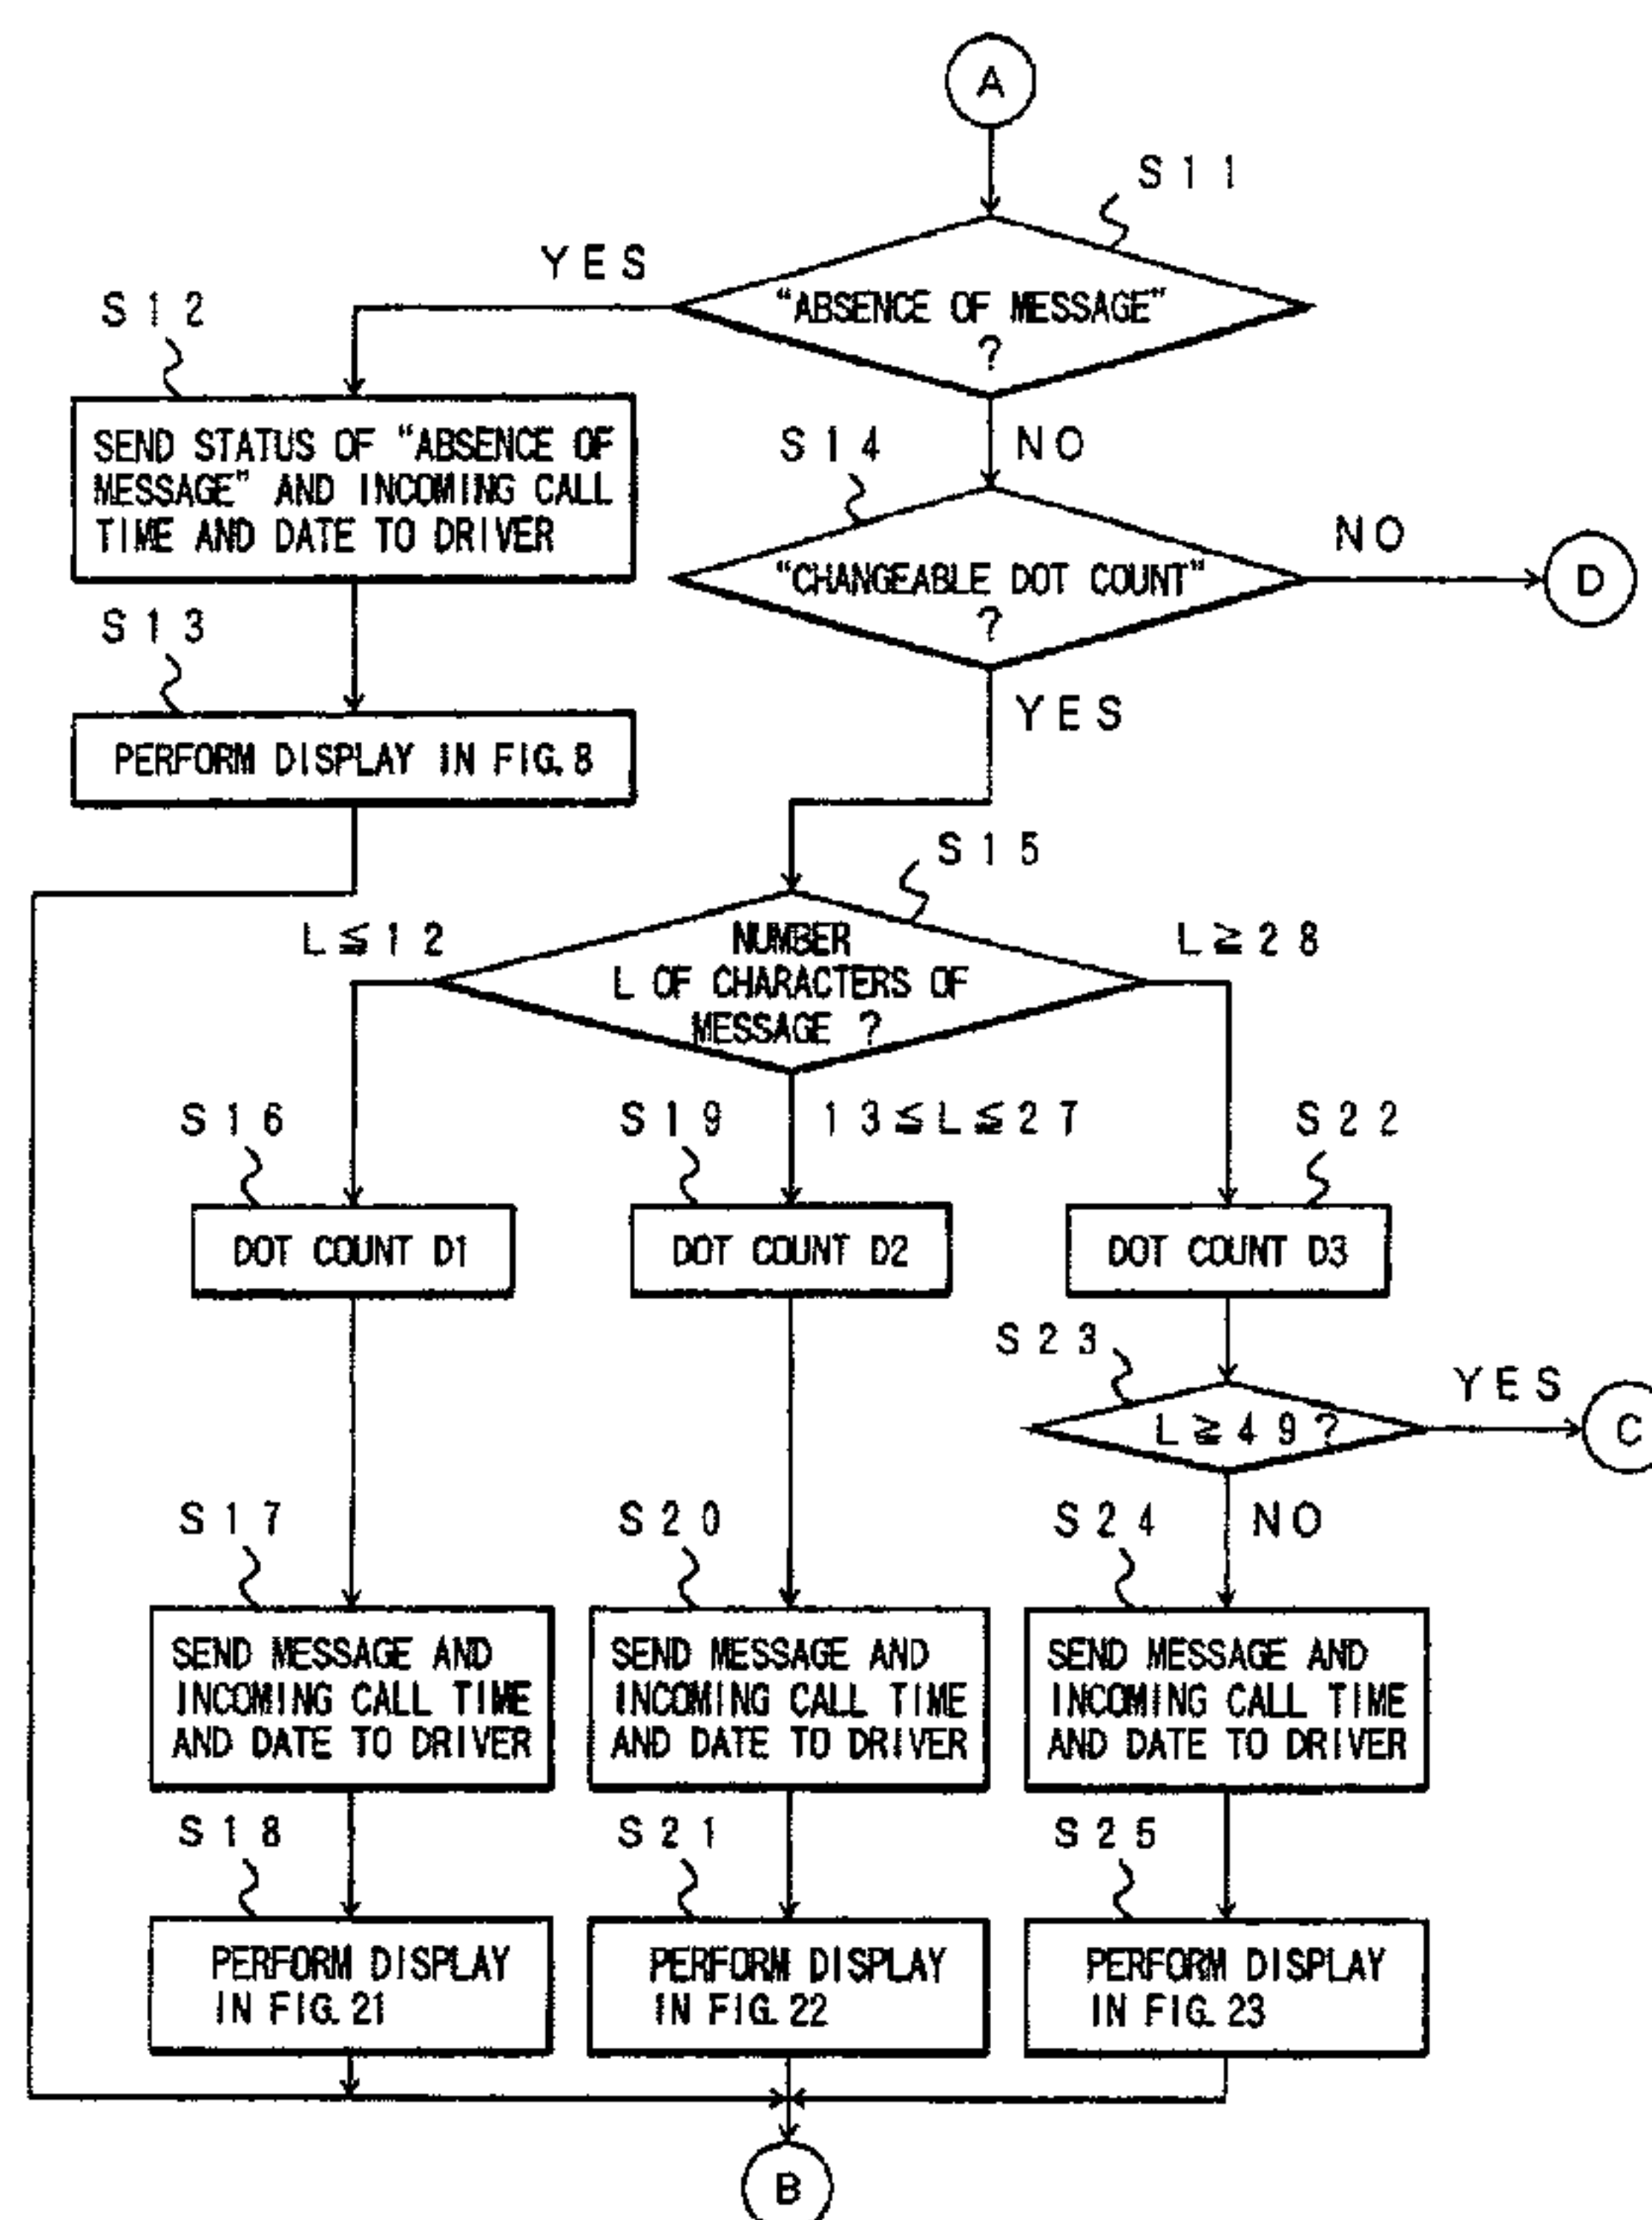 A
S11
YES
"ABSENCE OF MESSAGE"
?
S12
SEND STATUS OF "ABSENCE OF
MESSAGE" AND INCOMING CALL
TIME AND DATE TO DRIVER
NO
S14
"CHANGEABLE DOT COUNT"
?
NO
D
S13
PERFORM DISPLAY IN FIG. 8
YES
S15
NUMBER
L OF CHARACTERS OF
MESSAGE ?
L≦12
L≧28
S16
S19
13≦L≦27
S22
DOT COUNT D1
DOT COUNT D2
DOT COUNT D3
S23
L≧49?
YES
C
NO
S17
S20
S24
SEND MESSAGE AND
INCOMING CALL TIME
AND DATE TO DRIVER
SEND MESSAGE AND
INCOMING CALL TIME
AND DATE TO DRIVER
SEND MESSAGE AND
INCOMING CALL TIME
AND DATE TO DRIVER
S18
S21
S25
PERFORM DISPLAY
IN FIG. 21
PERFORM DISPLAY
IN FIG. 22
PERFORM DISPLAY
IN FIG. 23
B